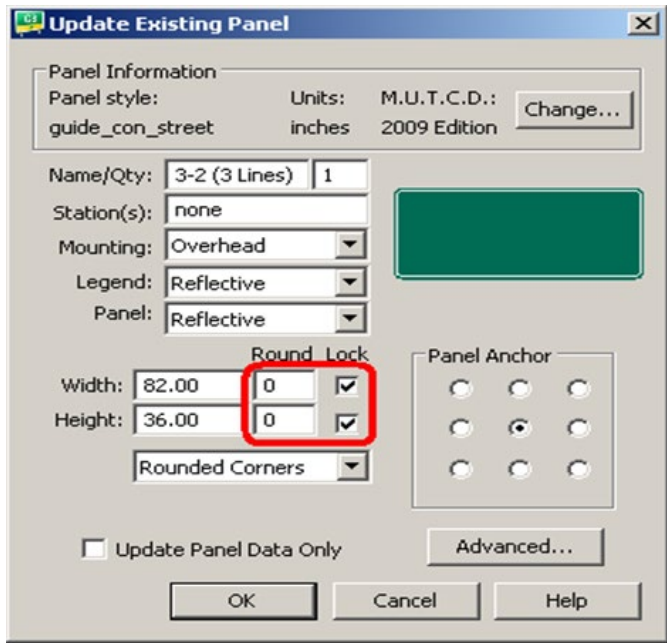 GS Update Existing Panel
Panel Information
Panel style: Units: M.U.T.C.D.: Change...
guide_con_street inches 2009 Edition
Name/Qty: 3-2 (3 Lines) 1
Station(s): none
Mounting: Overhead
Legend: Reflective
Panel: Reflective
Round Lock Panel Anchor
Width: 82.00 0
Height: 36.00 0
Rounded Corners
Update Panel Data Only Advanced...
OK Cancel Help